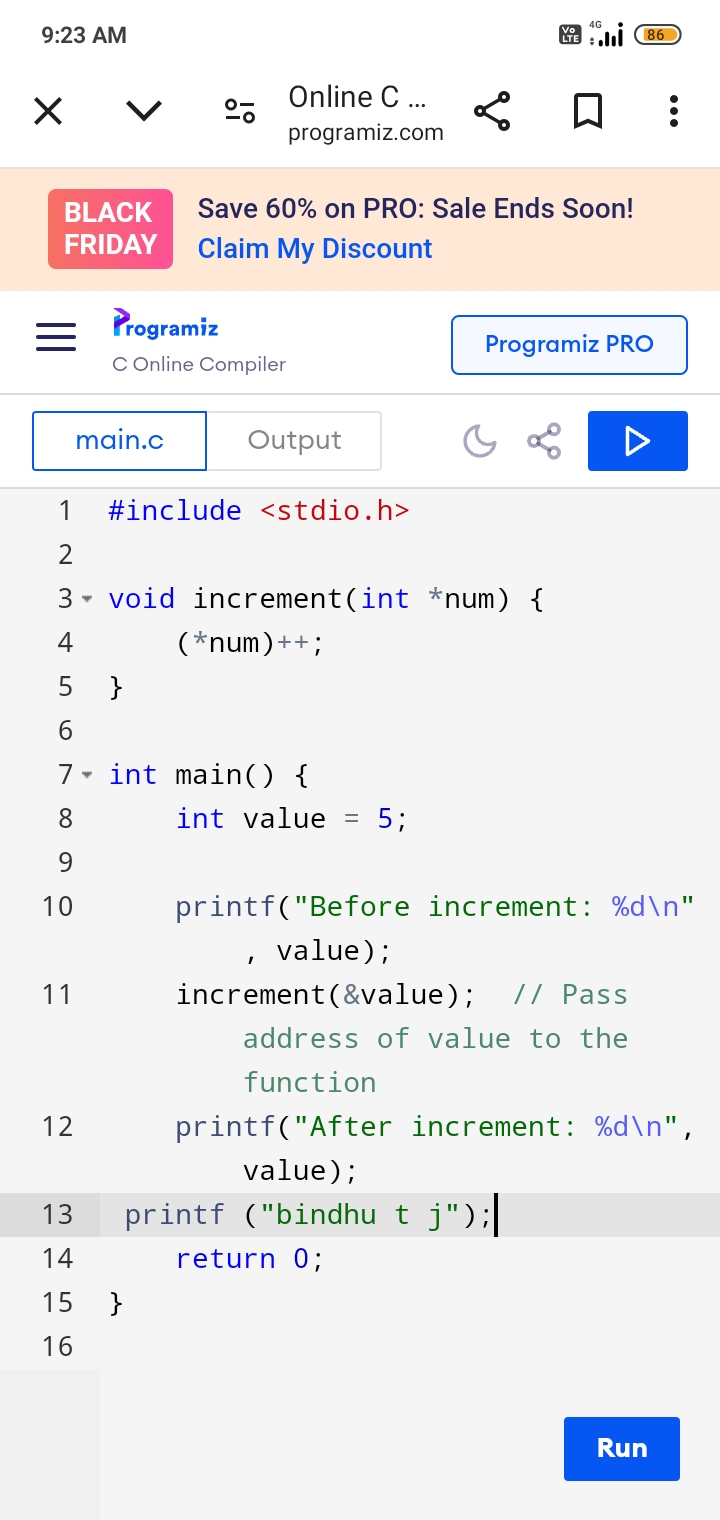 9:23 AM
Vo LTE 4G 86
Online C ...
programiz.com
BLACK FRIDAY
Save 60% on PRO: Sale Ends Soon!
Claim My Discount
Programiz
C Online Compiler
Programiz PRO
main.c Output
1 #include <stdio.h>
2
3 void increment(int *num) {
4     (*num)++;
5 }
6
7 int main() {
8     int value = 5;
9
10     printf("Before increment: %d\n"
, value);
11     increment(&value);  // Pass
address of value to the
function
12     printf("After increment: %d\n",
value);
13  printf ("bindhu t j");
14     return 0;
15 }
16
Run